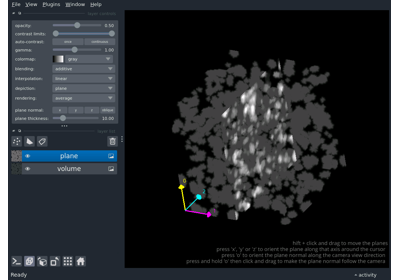 File View Plugins Window Help
opacity: 0.50
contrast limits:
auto-contrast: once continuous
gamma: 1.00
colormap: gray
blending: additive
interpolation: linear
depiction: plane
rendering: average
plane normal: x y z oblique
plane thickness: 10.00
plane
volume
shift + click and drag to move the planes
press 'x', 'y' or 'z' to orient the plane along that axis around the cursor
press 'o' to orient the plane normal along the camera view direction
press and hold 'o' then click and drag to make the plane normal follow the camera
Ready
activity